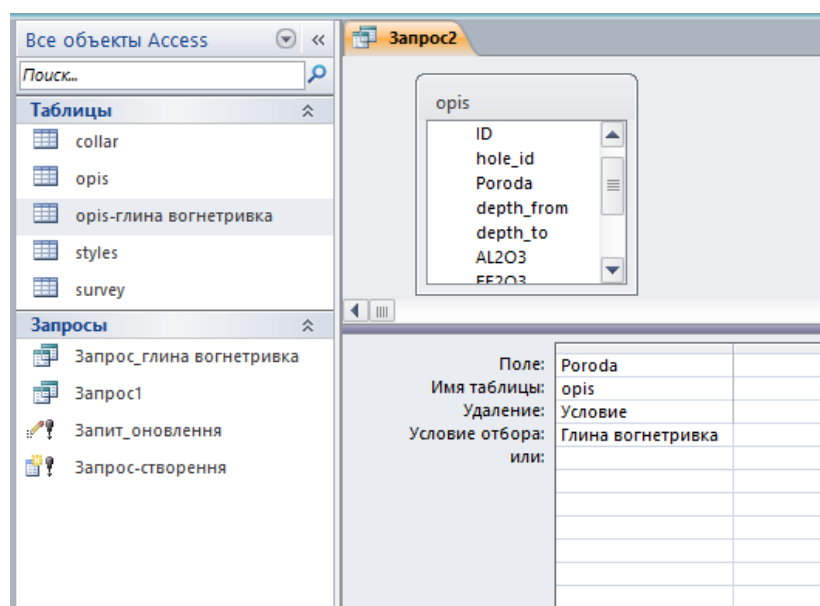 Все объекты Access
Поиск...
Таблицы
collar
opis
opis-глина вогнетривка
styles
survey
Запросы
Запрос_глина вогнетривка
Запрос1
Запит_оновлення
Запрос-створення
Запрос2
opis
ID
hole_id
Poroda
depth_from
depth_to
AL2O3
FE2O3
Поле: Poroda
Имя таблицы: opis
Удаление: Условие
Условие отбора: Глина вогнетривка
или: